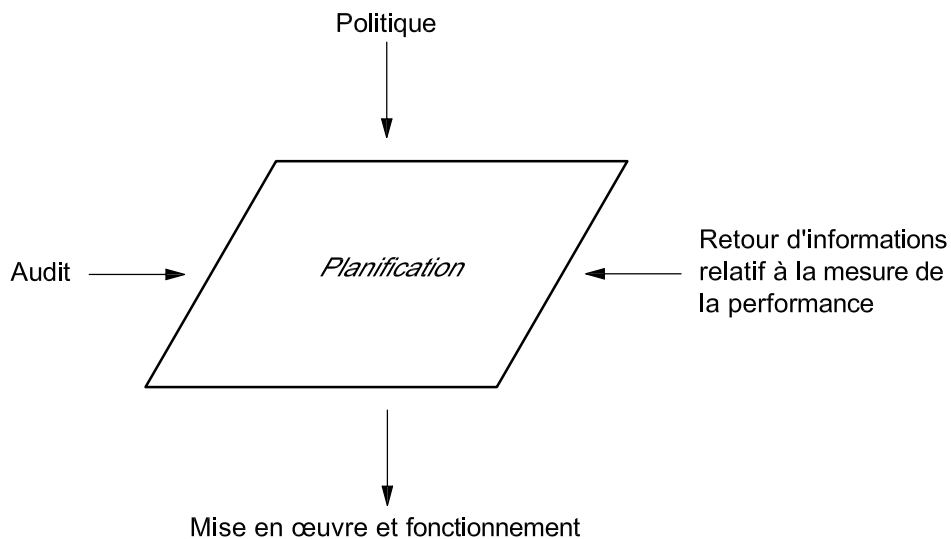 Politique
Audit
Planification
Retour d'informations
relatif à la mesure de
la performance
Mise en œuvre et fonctionnement